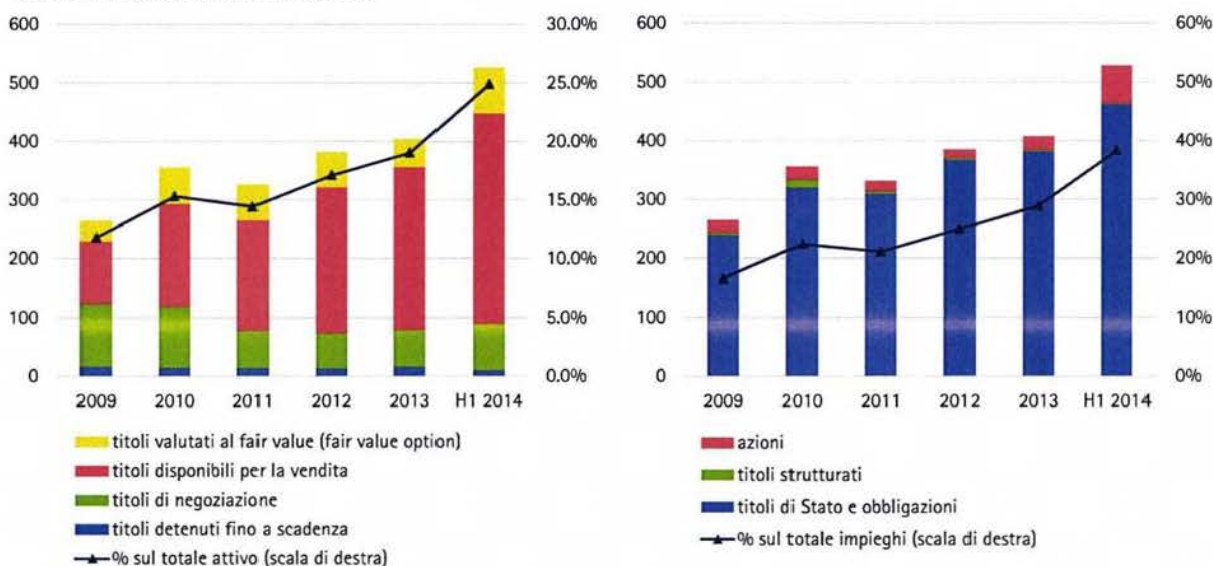 600
500
400
300
200
100
0
30.0%
25.0%
20.0%
15.0%
10.0%
5.0%
0.0%
2009 2010 2011 2012 2013 H1 2014
titoli valutati al fair value (fair value option)
titoli disponibili per la vendita
titoli di negoziazione
titoli detenuti fino a scadenza
% sul totale attivo (scala di destra)
600
500
400
300
200
100
0
60%
50%
40%
30%
20%
10%
0%
2009 2010 2011 2012 2013 H1 2014
azioni
titoli strutturati
titoli di Stato e obbligazioni
% sul totale impieghi (scala di destra)